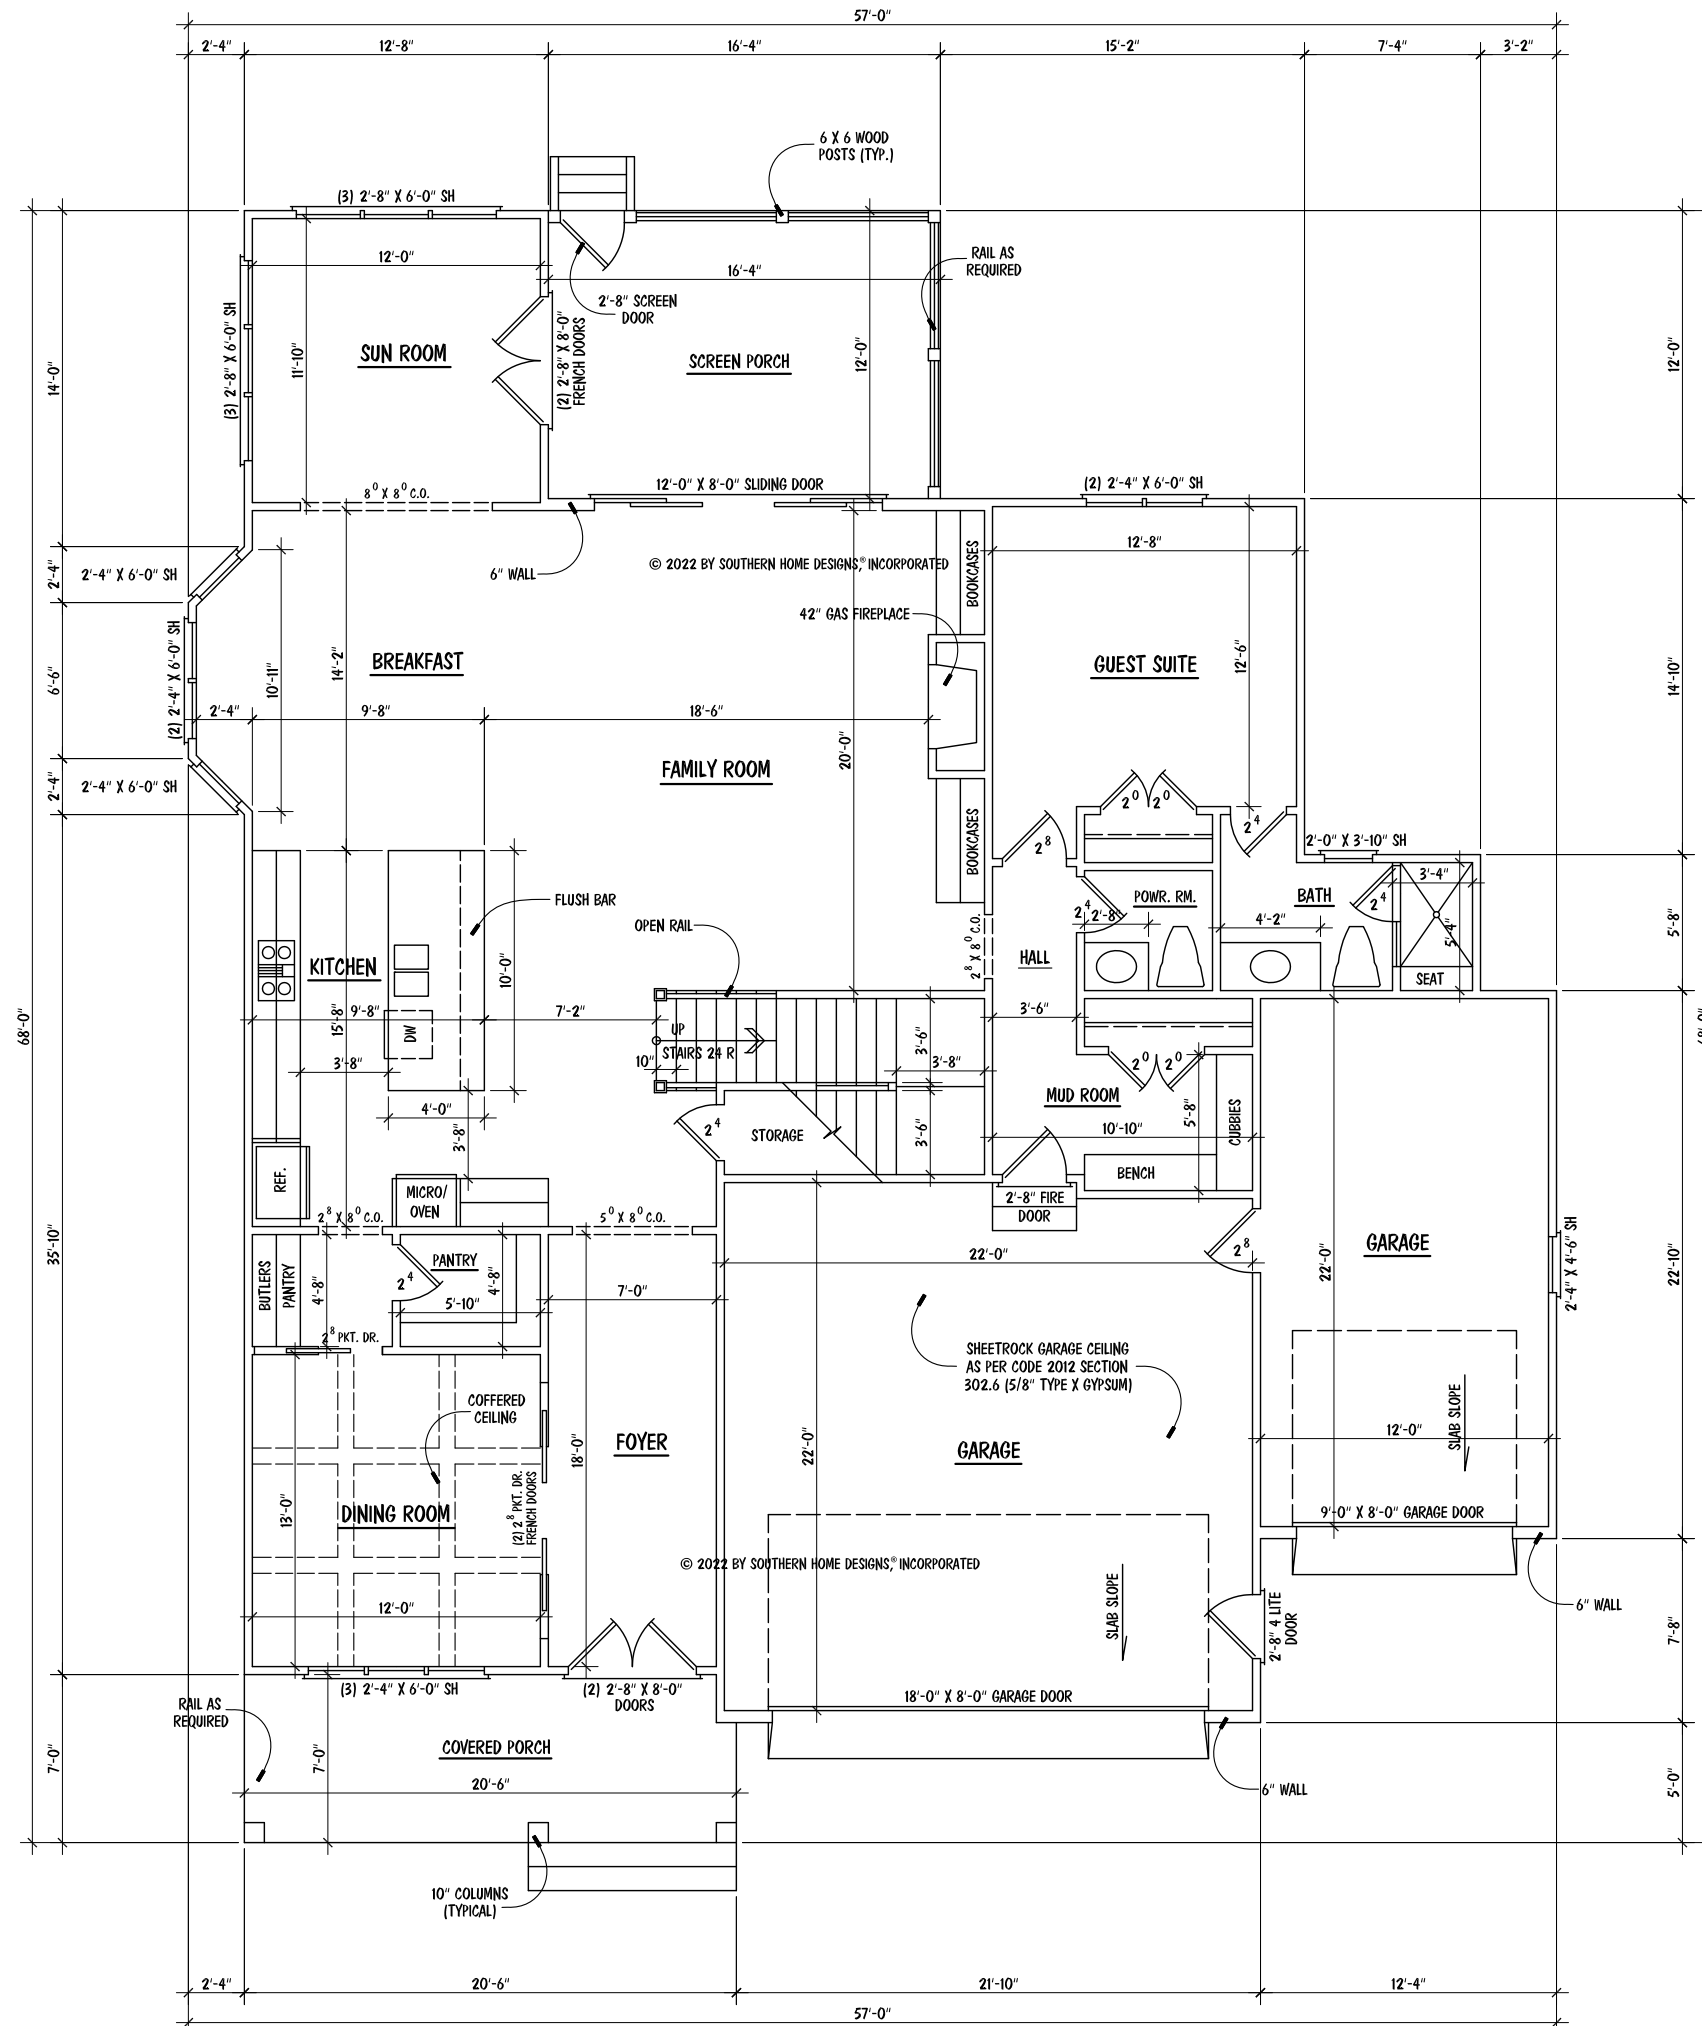 57'-0"
2'-4"
12'-8"
16'-4"
15'-2"
7'-4"
3'-2"
6 X 6 WOOD
POSTS (TYP.)
(3) 2'-8" X 6'-0" SH
12'-0"
16'-4"
RAIL AS
REQUIRED
2'-8" SCREEN
DOOR
(3) 2'-8" X 6'-0" SH
11'-10"
SUN ROOM
(2) 2'-8" X 8'-0"
FRENCH DOORS
SCREEN PORCH
12'-0"
14'-0"
12'-0"
8⁰ X 8⁰ C.O.
12'-0" X 8'-0" SLIDING DOOR
(2) 2'-4" X 6'-0" SH
6" WALL
© 2022 BY SOUTHERN HOME DESIGNS,® INCORPORATED
BOOKCASES
12'-8"
2'-4"
2'-4" X 6'-0" SH
42" GAS FIREPLACE
6'-6"
(2) 2'-4" X 6'-0" SH
10'-11"
14'-2"
BREAKFAST
GUEST SUITE
12'-6"
14'-10"
2'-4"
9'-8"
18'-6"
20'-0"
FAMILY ROOM
2'-4"
2'-4" X 6'-0" SH
BOOKCASES
2⁰
2⁰
2⁴
2⁸
2'-0" X 3'-10" SH
3'-4"
FLUSH BAR
2⁴
2'-8"
POWR. RM.
BATH
2⁴
4'-2"
5'-4"
5'-8"
OPEN RAIL
2⁸ X 8⁰ C.O.
HALL
KITCHEN
10'-0"
SEAT
15'-8"
9'-8"
7'-2"
3'-6"
68'-0"
DW
UP
STAIRS 24 R
10"
3'-6"
3'-8"
3'-8"
2⁰
2⁰
MUD ROOM
4'-0"
3'-8"
2⁴
STORAGE
3'-6"
10'-10"
5'-8"
CUBBIES
REF.
MICRO/
OVEN
BENCH
2'-8" FIRE
DOOR
2⁸ X 8⁰ C.O.
5⁰ X 8⁰ C.O.
35'-10"
BUTLERS
PANTRY
4'-8"
2⁴
PANTRY
4'-8"
5'-10"
7'-0"
22'-0"
2⁸
22'-0"
GARAGE
2'-4" X 4'-6" SH
22'-10"
2⁸ PKT. DR.
SHEETROCK GARAGE CEILING
AS PER CODE 2012 SECTION
302.6 (5/8" TYPE X GYPSUM)
COFFERED
CEILING
FOYER
18'-0"
22'-0"
GARAGE
12'-0"
SLAB SLOPE
13'-0"
DINING ROOM
(2) 2⁸ PKT. DR.
FRENCH DOORS
9'-0" X 8'-0" GARAGE DOOR
© 2022 BY SOUTHERN HOME DESIGNS,® INCORPORATED
12'-0"
SLAB SLOPE
2'-8" 4 LITE
DOOR
6" WALL
7'-8"
(3) 2'-4" X 6'-0" SH
(2) 2'-8" X 8'-0"
DOORS
18'-0" X 8'-0" GARAGE DOOR
RAIL AS
REQUIRED
7'-0"
7'-0"
COVERED PORCH
20'-6"
6" WALL
5'-0"
10" COLUMNS
(TYPICAL)
2'-4"
20'-6"
21'-10"
12'-4"
57'-0"